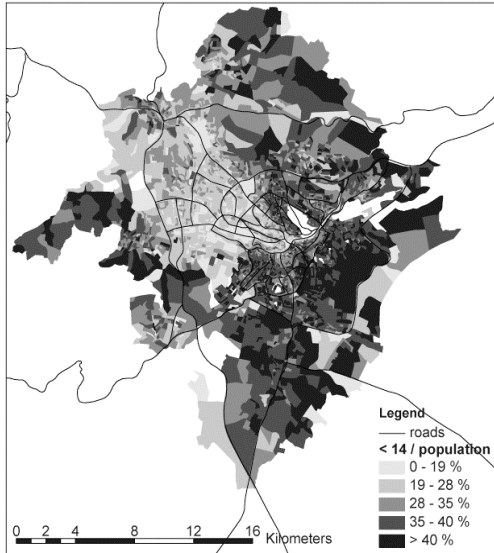 Legend
roads
< 14 / population
0 - 19 %
19 - 28 %
28 - 35 %
35 - 40 %
> 40 %
0 2 4 8 12 16
Kilometers